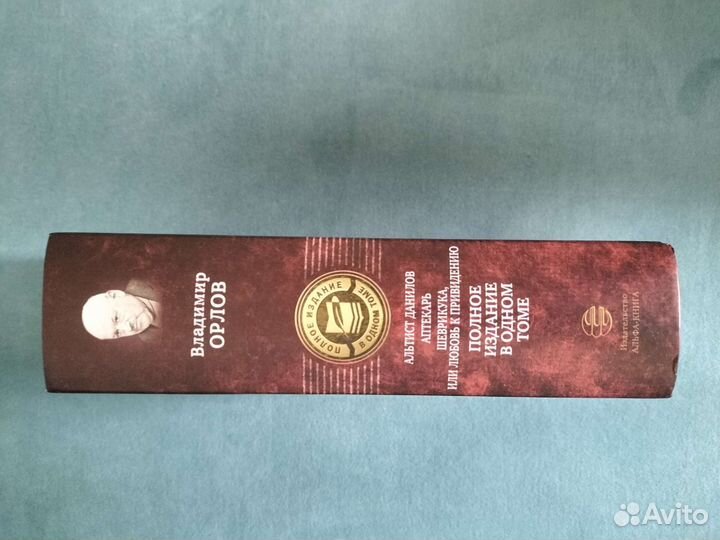 Владимир
ОРЛОВ
ПОЛНОЕ ИЗДАНИЕ
В ОДНОМ ТОМЕ
АЛЬТИСТ ДАНИЛОВ
АПТЕКАРЬ
ШЕВРИКУКА,
ИЛИ ЛЮБОВЬ К ПРИВИДЕНИЮ
ПОЛНОЕ
ИЗДАНИЕ
В ОДНОМ
ТОМЕ
Издательство
АЛЬФА-КНИГА
Avito